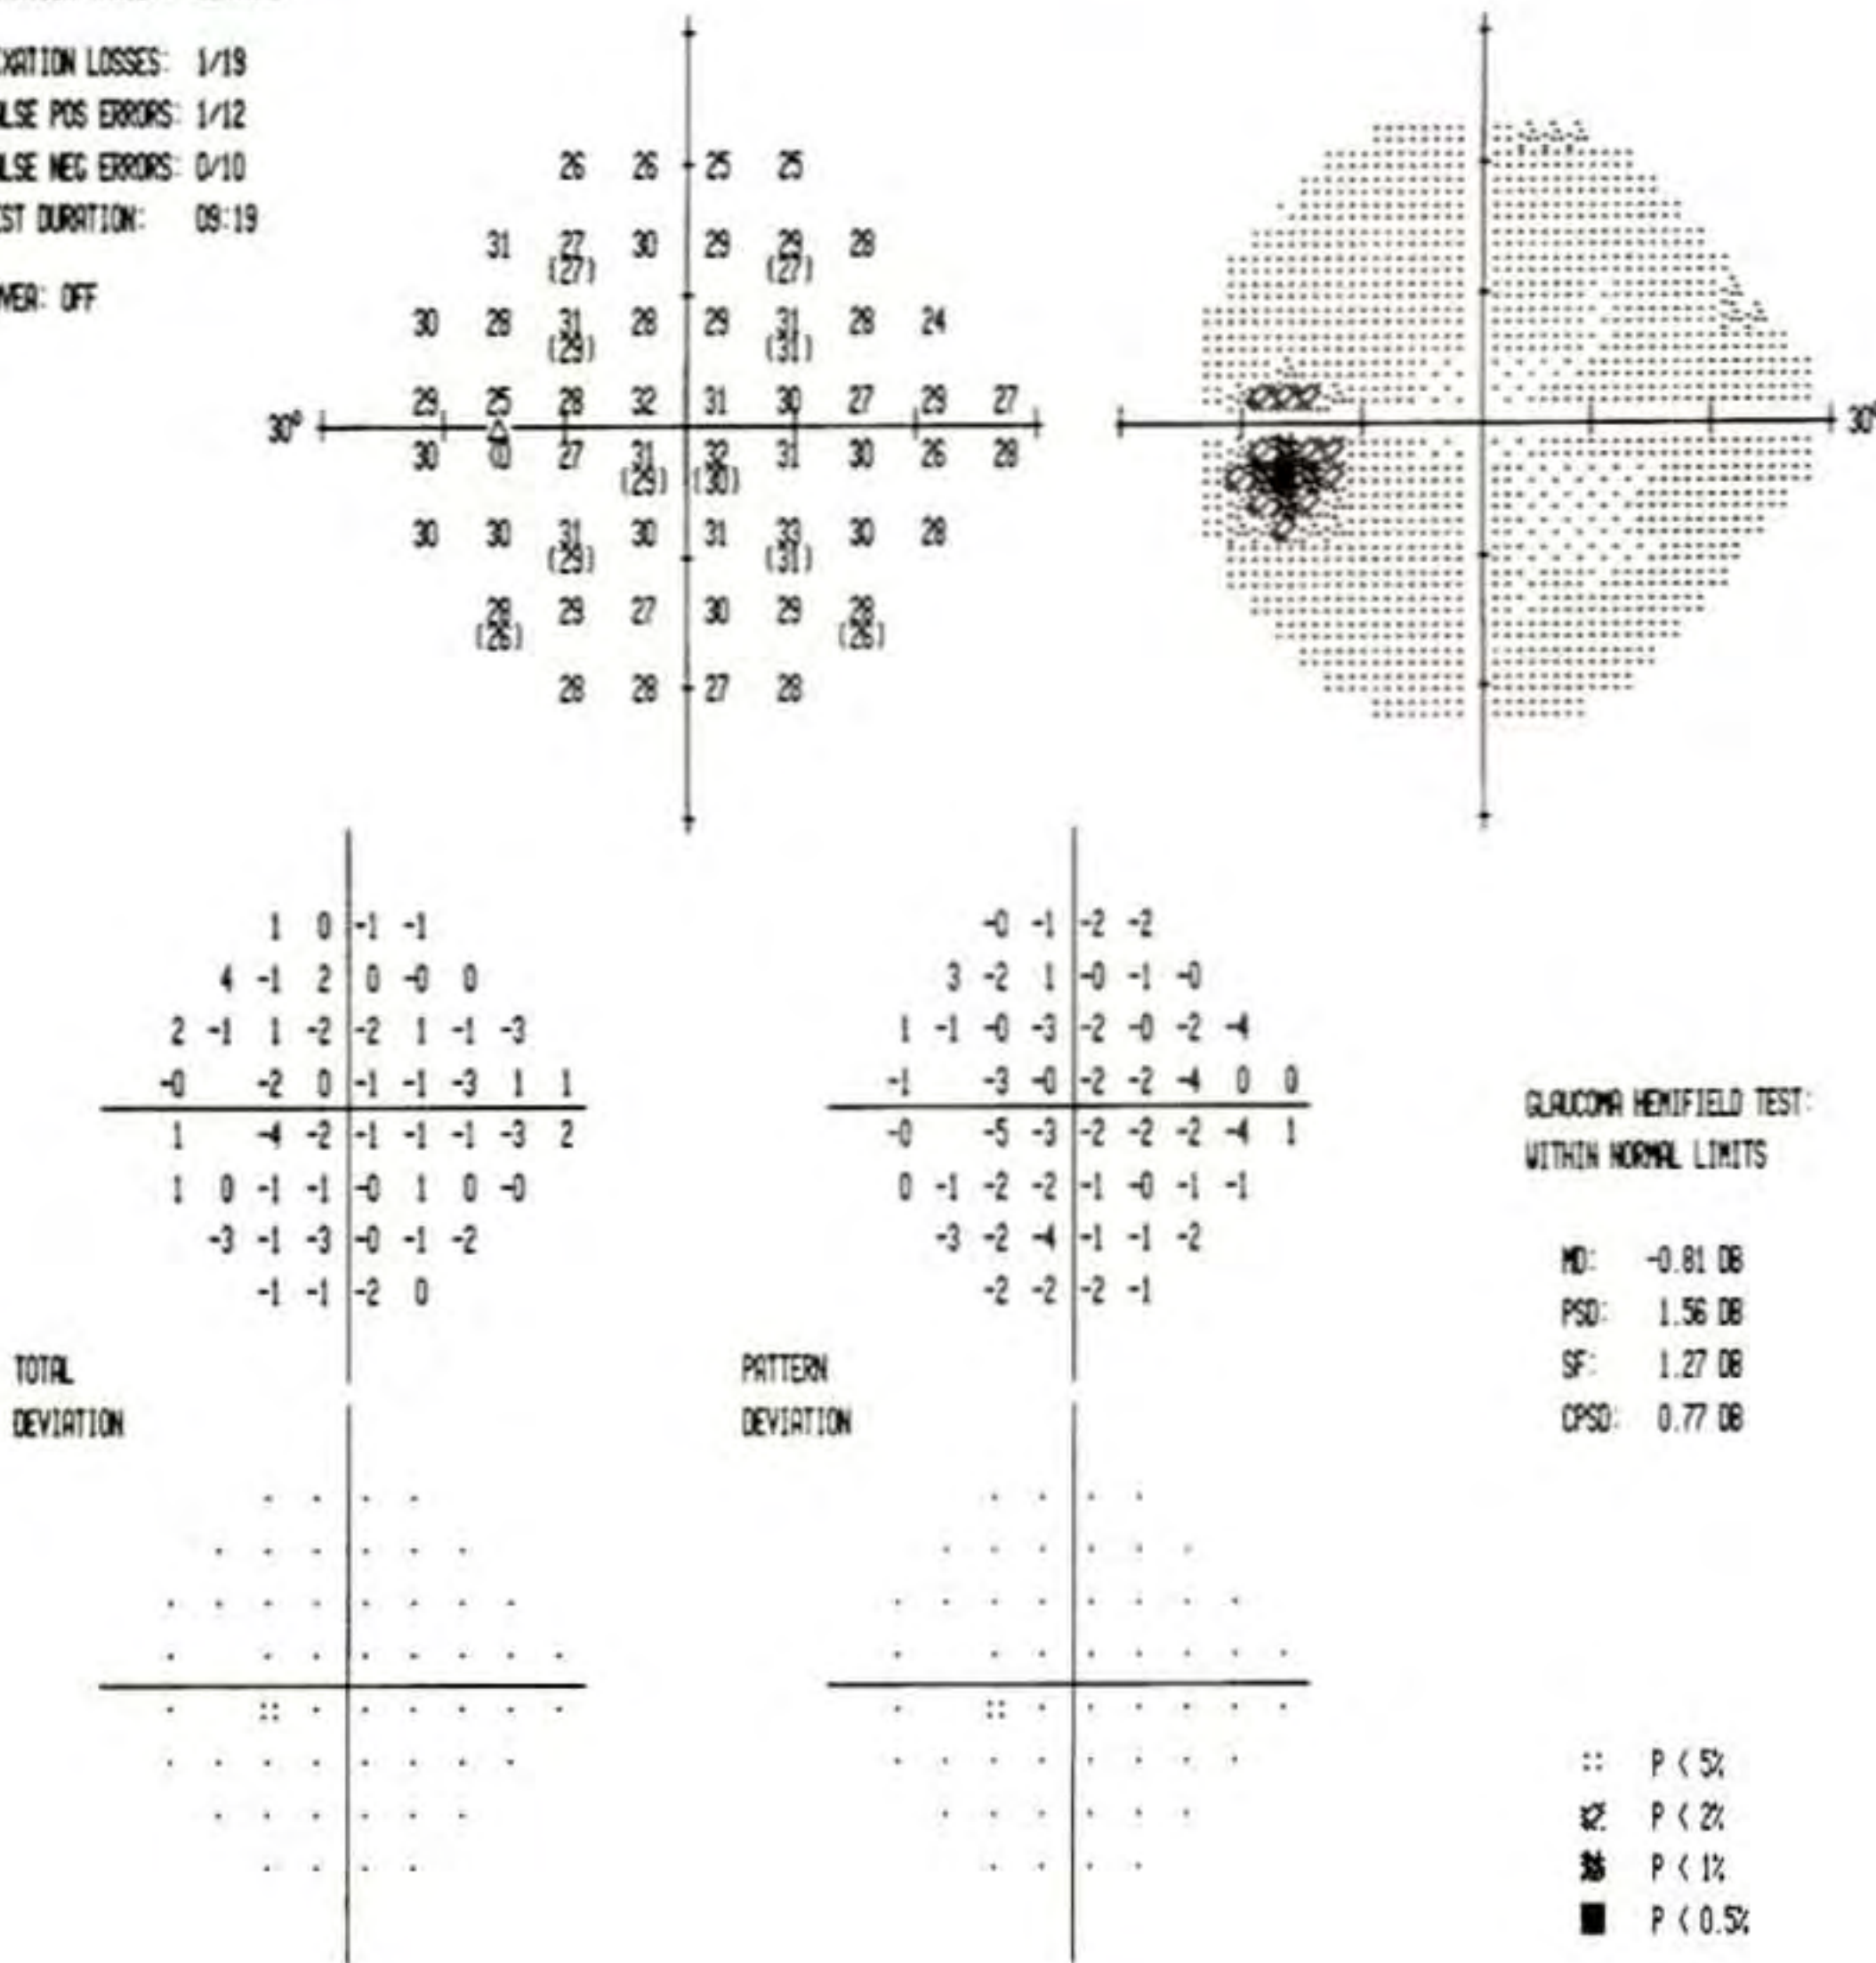 XATION LOSSES: 1/19
LSE POS ERRORS: 1/12
LSE NEG ERRORS: 0/10
ST DURATION: 09:19
VEA: OFF
26 26 25 25
31 27 30 29 29 28
(27) (27)
30 28 31 28 29 31 28 24
(29) (31)
29 25 28 32 31 30 27 29 27
30° 30°
30 27 31 32 31 30 26 28
(29) (30)
30 30 31 30 31 33 30 28
(29) (31)
28 29 27 30 29 28
(26) (26)
28 28 27 28
1 0 -1 -1
4 -1 2 0 -0 0
2 -1 1 -2 -2 1 -1 -3
-0 -2 0 -1 -1 -3 1 1
1 -4 -2 -1 -1 -1 -3 2
1 0 -1 -1 -0 1 0 -0
-3 -1 -3 -0 -1 -2
-1 -1 -2 0
TOTAL
DEVIATION
-0 -1 -2 -2
3 -2 1 -0 -1 -0
1 -1 -0 -3 -2 -0 -2 -4
-1 -3 -0 -2 -2 -4 0 0
-0 -5 -3 -2 -2 -2 -4 1
0 -1 -2 -2 -1 -0 -1 -1
-3 -2 -4 -1 -1 -2
-2 -2 -2 -1
PATTERN
DEVIATION
GLAUCOMA HEMIFIELD TEST:
WITHIN NORMAL LIMITS
MD: -0.81 DB
PSD: 1.56 DB
SF: 1.27 DB
CPSD: 0.77 DB
P < 5%
P < 2%
P < 1%
P < 0.5%